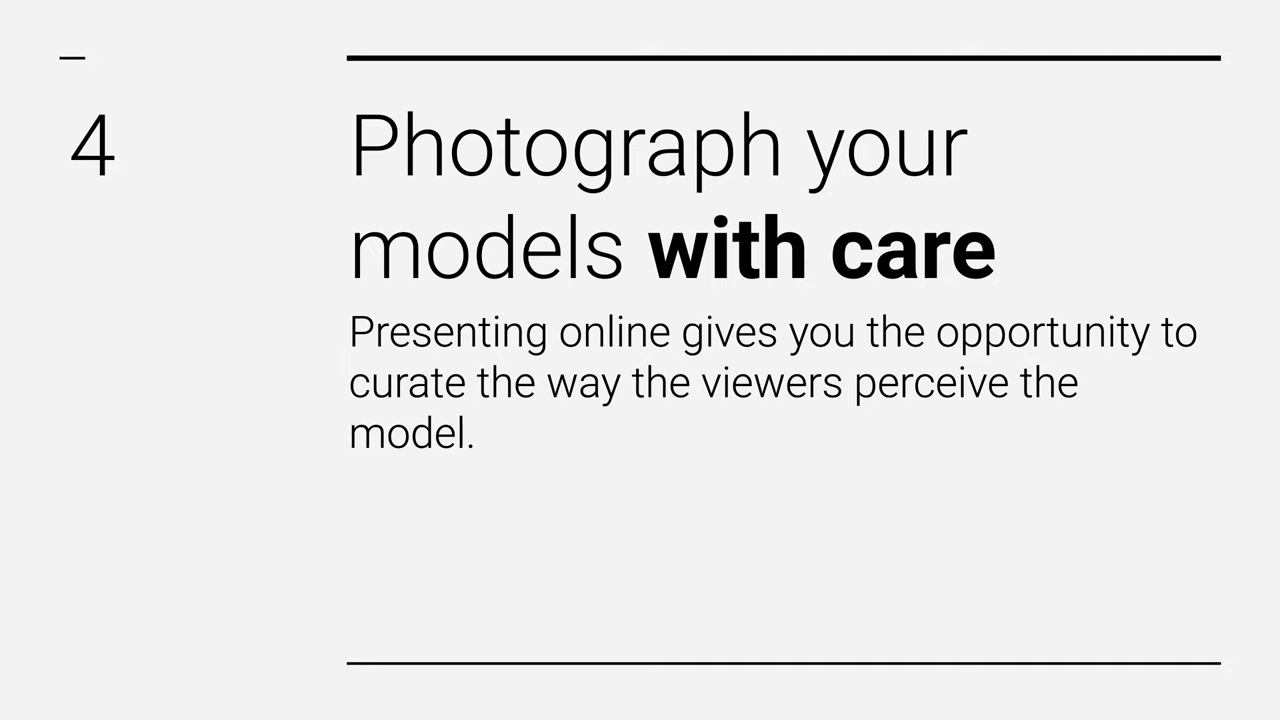 4
Photograph your
models with care
Presenting online gives you the opportunity to
curate the way the viewers perceive the
model.